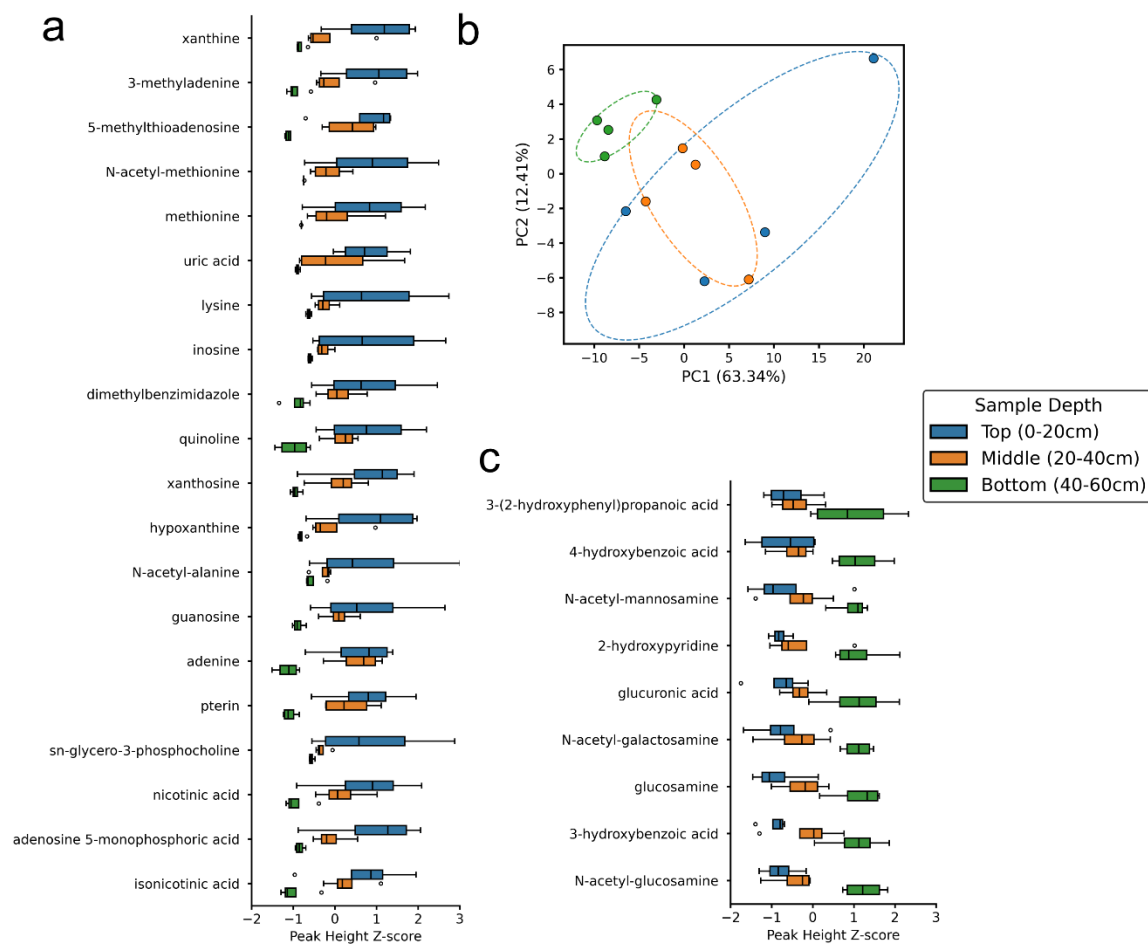 a
xanthine
3-methyladenine
5-methylthioadenosine
N-acetyl-methionine
methionine
uric acid
lysine
inosine
dimethylbenzimidazole
quinoline
xanthosine
hypoxanthine
N-acetyl-alanine
guanosine
adenine
pterin
sn-glycero-3-phosphocholine
nicotinic acid
adenosine 5-monophosphoric acid
isonicotinic acid
−2 −1 0 1 2 3
Peak Height Z-score
b
6
4
2
0
−2
−4
−6
−8
PC2 (12.41%)
−10 −5 0 5 10 15 20
PC1 (63.34%)
Sample Depth
Top (0-20cm)
Middle (20-40cm)
Bottom (40-60cm)
c
3-(2-hydroxyphenyl)propanoic acid
4-hydroxybenzoic acid
N-acetyl-mannosamine
2-hydroxypyridine
glucuronic acid
N-acetyl-galactosamine
glucosamine
3-hydroxybenzoic acid
N-acetyl-glucosamine
−2 −1 0 1 2 3
Peak Height Z-score